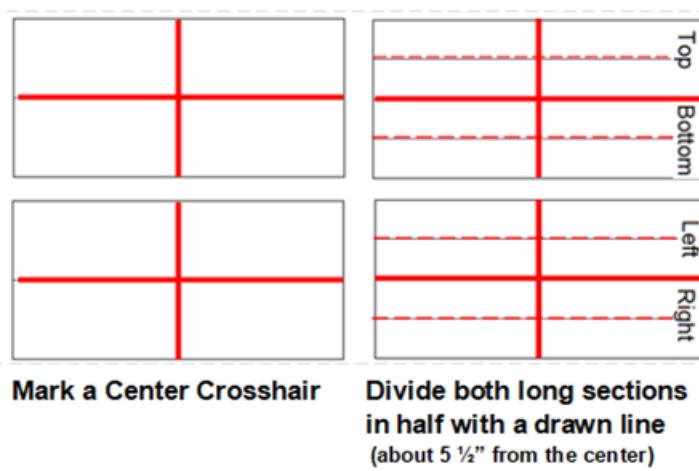 Top
Bottom
Left
Right
Mark a Center Crosshair
Divide both long sections
in half with a drawn line
(about 5 ½” from the center)